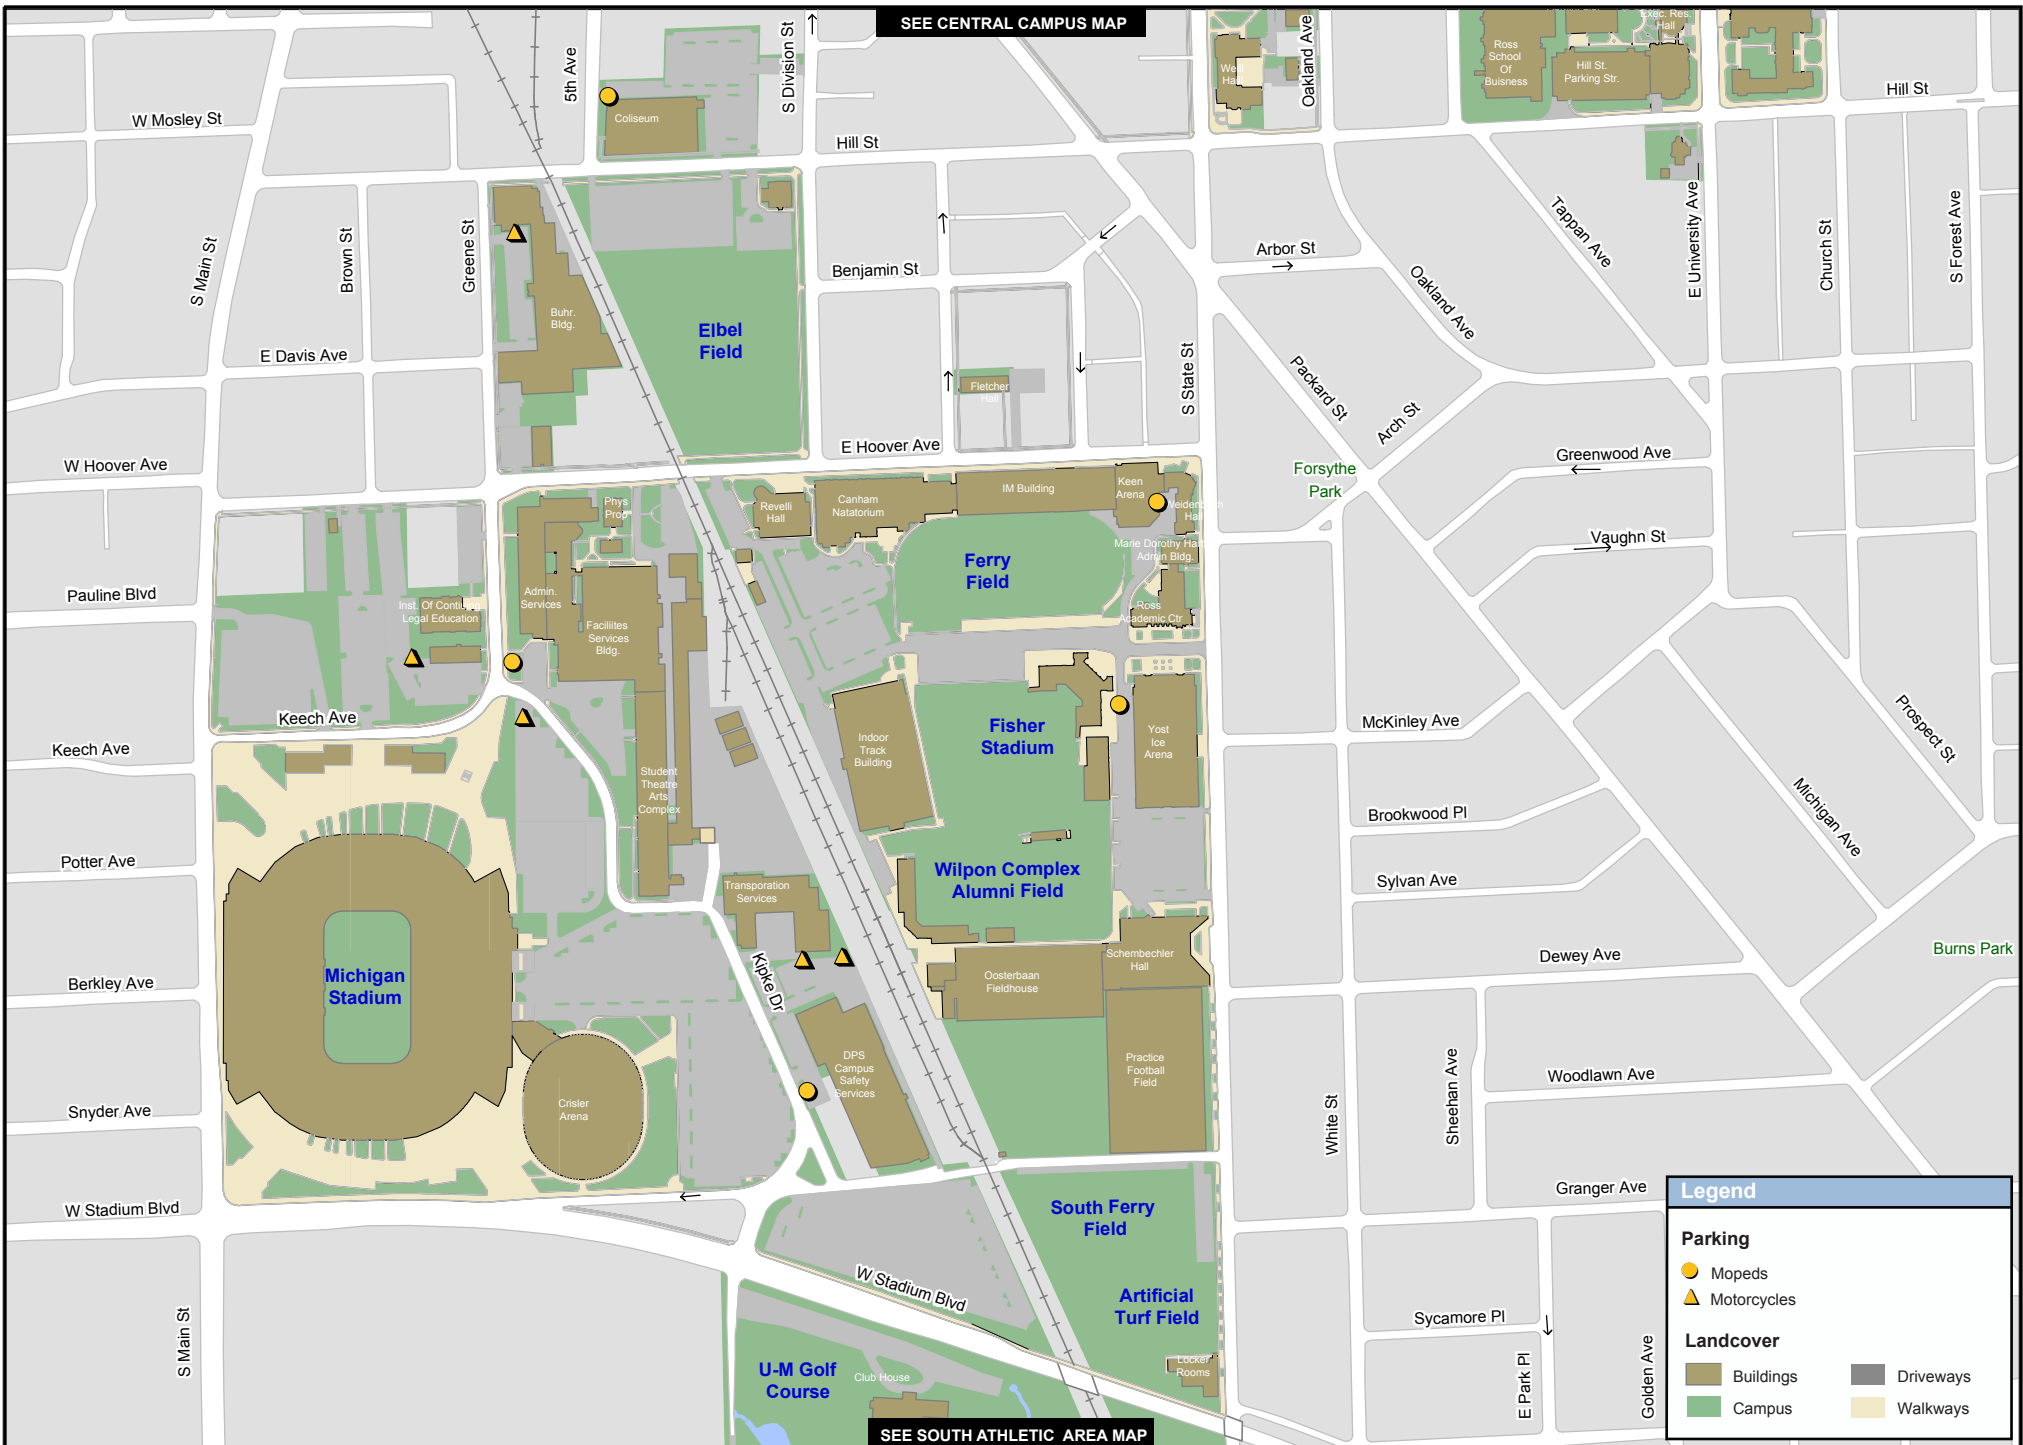 SEE CENTRAL CAMPUS MAP
5th Ave
S Division St
Oakland Ave
Exec. Res.
Hall
Ross
School
Of
Buisness
Hill St.
Parking Str.
Hill St
Coliseum
W Mosley St
Hill St
S Main St
Brown St
Greene St
Benjamin St
Arbor St
Tappan Ave
E University Ave
Church St
S Forest Ave
Oakland Ave
Buhr.
Bldg.
Elbel
Field
E Davis Ave
S State St
Packard St
Arch St
Fletcher
Hall
E Hoover Ave
W Hoover Ave
Forsythe
Park
Greenwood Ave
Vaughn St
Phys
Prop
Revelli
Hall
Canham
Natatorium
IM Building
Keen
Arena
Hall
Ferry
Field
Admin Bldg.
Ross
Academic Ctr
Pauline Blvd
Inst. Of Continuing
Legal Education
Admin.
Services
Faciliites
Services
Bldg.
Keech Ave
Keech Ave
Fisher
Stadium
Indoor
Track
Building
Yost
Ice
Arena
McKinley Ave
Prospect St
Michigan Ave
Student
Theatre
Arts
Complex
Brookwood Pl
Potter Ave
Wilpon Complex
Alumni Field
Sylvan Ave
Transporation
Services
Burns Park
Dewey Ave
Michigan
Stadium
Kipke Dr
Oosterbaan
Fieldhouse
Schembechler
Hall
Berkley Ave
DPS
Campus
Safety
Services
Practice
Football
Field
Woodlawn Ave
Sheehan Ave
White St
Crisler
Arena
Snyder Ave
Granger Ave
W Stadium Blvd
South Ferry
Field
W Stadium Blvd
Artificial
Turf Field
Sycamore Pl
S Main St
E Park Pl
Golden Ave
U-M Golf
Course
Club House
Locker
Rooms
SEE SOUTH ATHLETIC AREA MAP
Legend
Parking
Mopeds
Motorcycles
Landcover
Buildings
Driveways
Campus
Walkways